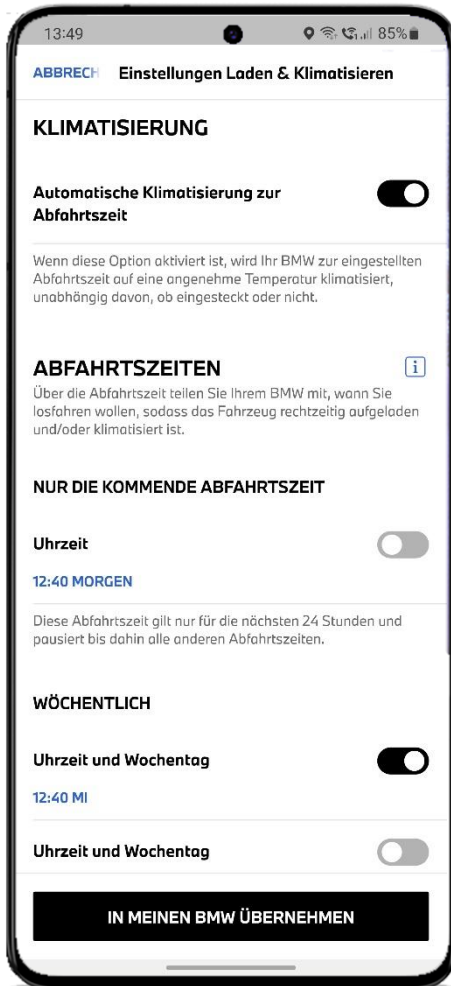 13:49
85%
ABBRECH
Einstellungen Laden & Klimatisieren
KLIMATISIERUNG
Automatische Klimatisierung zur
Abfahrtszeit
Wenn diese Option aktiviert ist, wird Ihr BMW zur eingestellten
Abfahrtszeit auf eine angenehme Temperatur klimatisiert,
unabhängig davon, ob eingesteckt oder nicht.
ABFAHRTSZEITEN
i
Über die Abfahrtszeit teilen Sie Ihrem BMW mit, wann Sie
losfahren wollen, sodass das Fahrzeug rechtzeitig aufgeladen
und/oder klimatisiert ist.
NUR DIE KOMMENDE ABFAHRTSZEIT
Uhrzeit
12:40 MORGEN
Diese Abfahrtszeit gilt nur für die nächsten 24 Stunden und
pausiert bis dahin alle anderen Abfahrtszeiten.
WÖCHENTLICH
Uhrzeit und Wochentag
12:40 MI
Uhrzeit und Wochentag
IN MEINEN BMW ÜBERNEHMEN